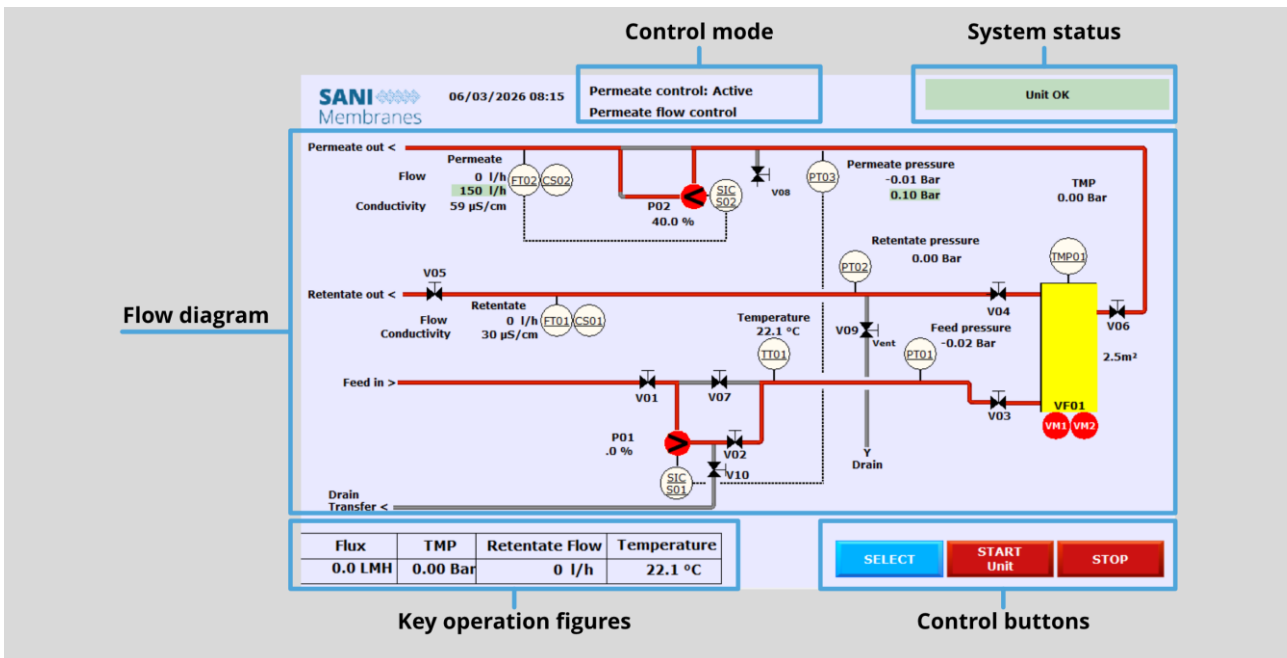 Control mode
System status
SANI
Membranes
06/03/2026 08:15
Permeate control: Active
Permeate flow control
Unit OK
Permeate out <
Permeate
Flow
0 l/h
150 l/h
Conductivity
59 µS/cm
FT02
CS02
P02
40.0 %
SIC
S02
V08
PT03
Permeate pressure
-0.01 Bar
0.10 Bar
TMP
0.00 Bar
Retentate pressure
0.00 Bar
PT02
TMP01
V05
Retentate out <
Retentate
Flow
0 l/h
Conductivity
30 µS/cm
FT01
CS01
V04
V06
Flow diagram
Temperature
22.1 °C
TT01
V09
Vent
Feed pressure
-0.02 Bar
PT01
2.5m²
Feed in >
V01
V07
V03
VF01
VM1
VM2
P01
.0 %
V02
SIC
S01
V10
Y
Drain
Drain
Transfer <
Flux
TMP
Retentate Flow
Temperature
0.0 LMH
0.00 Bar
0 l/h
22.1 °C
SELECT
START
Unit
STOP
Key operation figures
Control buttons